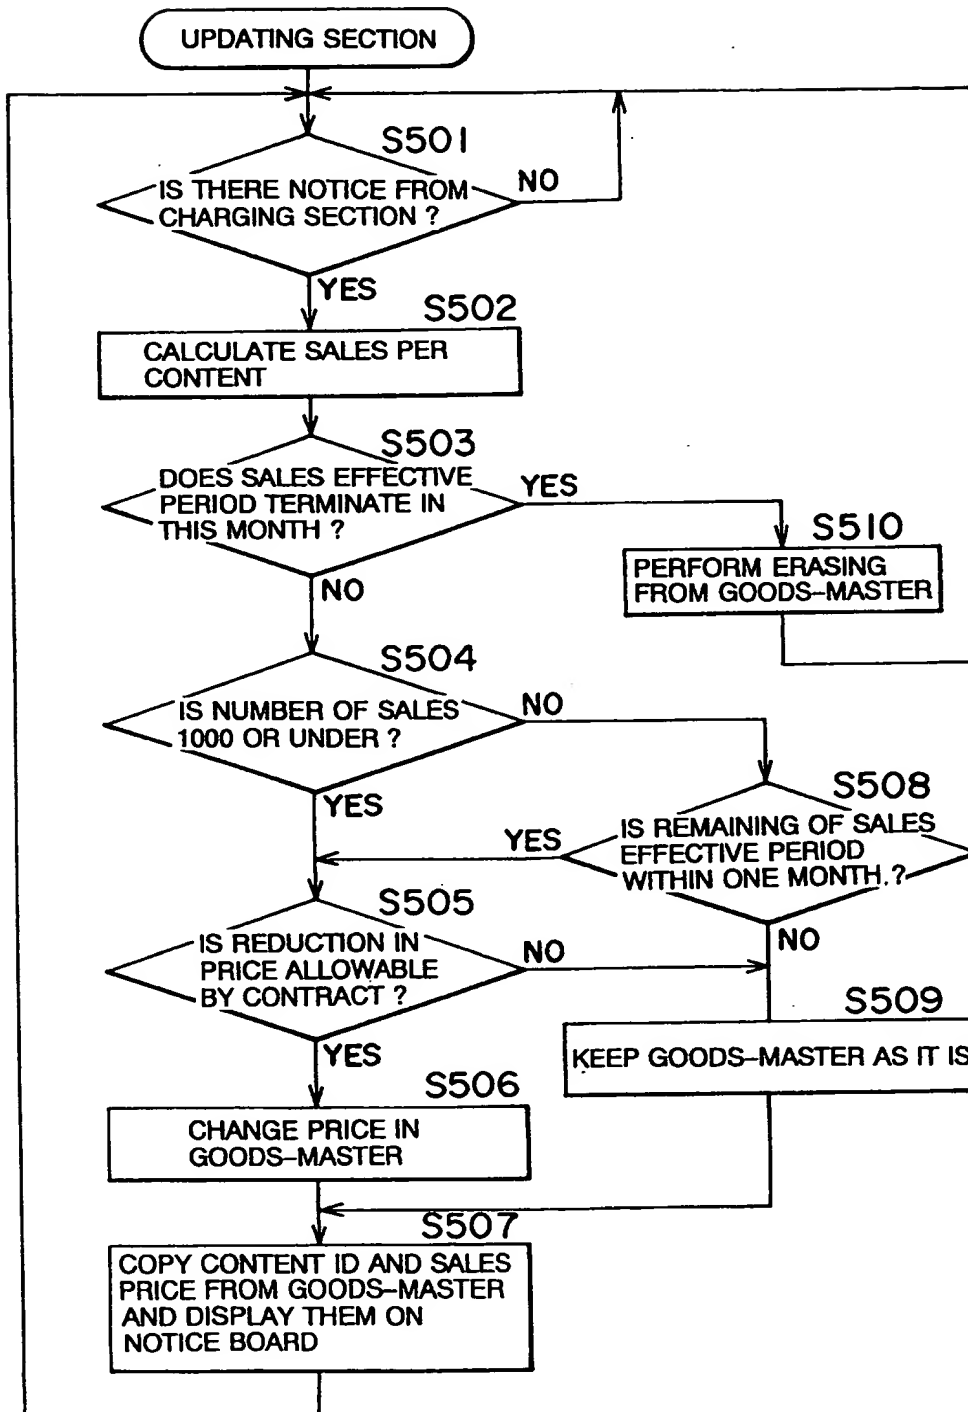 UPDATING SECTION
S501
IS THERE NOTICE FROM
CHARGING SECTION ?
NO
YES
S502
CALCULATE SALES PER
CONTENT
S503
DOES SALES EFFECTIVE
PERIOD TERMINATE IN
THIS MONTH ?
YES
NO
S510
PERFORM ERASING
FROM GOODS-MASTER
S504
IS NUMBER OF SALES
1000 OR UNDER ?
NO
YES
S508
IS REMAINING OF SALES
EFFECTIVE PERIOD
WITHIN ONE MONTH.?
YES
NO
S505
IS REDUCTION IN
PRICE ALLOWABLE
BY CONTRACT ?
NO
YES
S509
KEEP GOODS-MASTER AS IT IS
S506
CHANGE PRICE IN
GOODS-MASTER
S507
COPY CONTENT ID AND SALES
PRICE FROM GOODS-MASTER
AND DISPLAY THEM ON
NOTICE BOARD